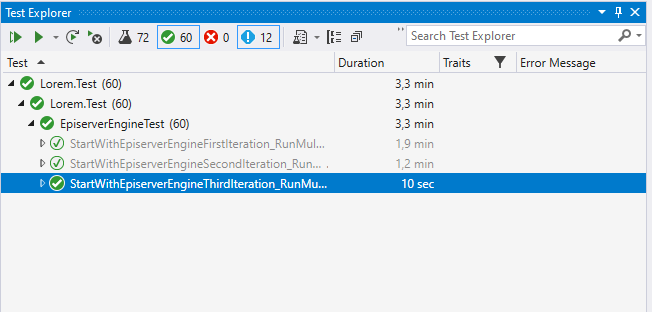 Test Explorer
72 60 0 12 " Search Test Explorer
Test Duration Traits Error Message
Lorem.Test (60) 3,3 min
Lorem.Test (60) 3,3 min
EpiserverEngineTest (60) 3,3 min
StartWithEpiserverEngineFirstIteration_RunMul... 1,9 min
StartWithEpiserverEngineSecondIteration_Run... . 1,2 min
StartWithEpiserverEngineThirdIteration_RunMu... 10 sec